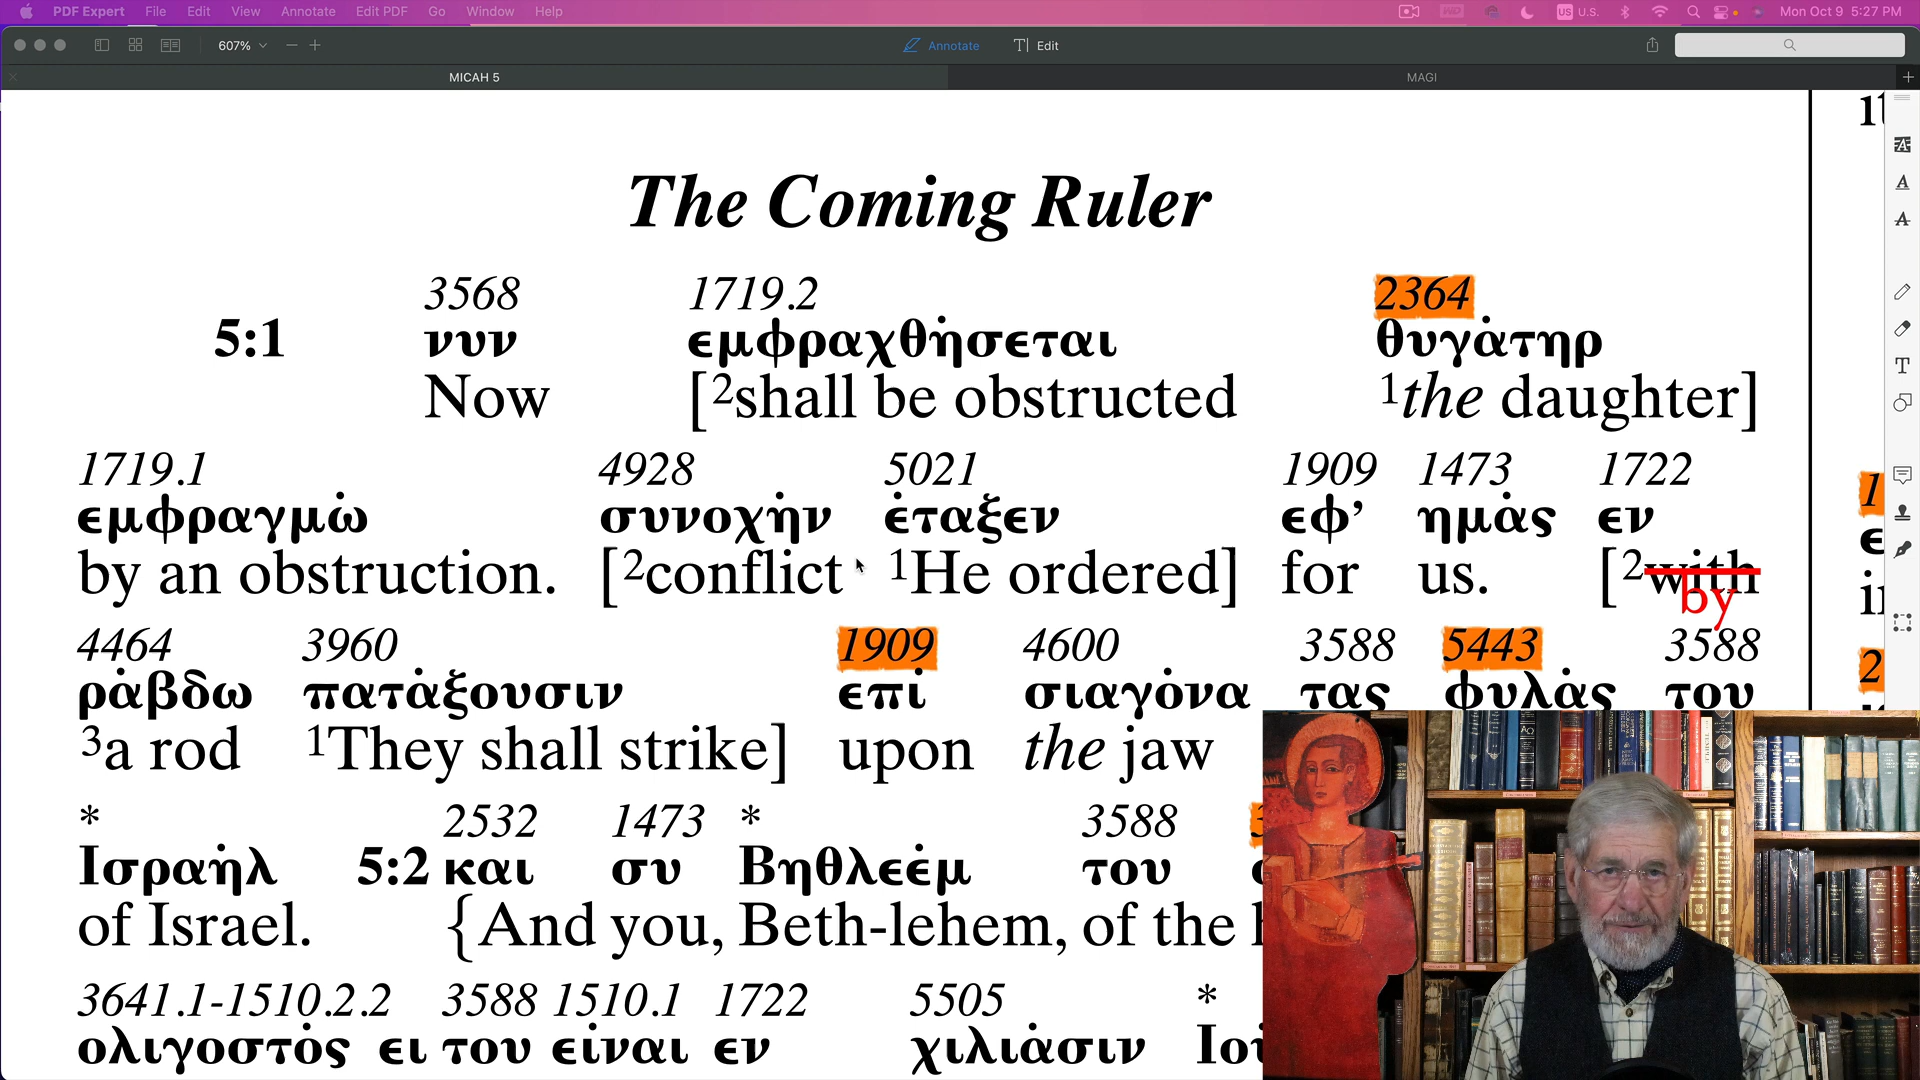 PDF Expert File Edit View Annotate Edit PDF Go Window Help U.S. Mon Oct 9 5:27 PM
607% Annotate T| Edit
MICAH 5 MAGI
The Coming Ruler
3568 1719.2 2364
5:1 νυν εμφραχθήσεται θυγάτηρ
Now [²shall be obstructed ¹the daughter]
1719.1 4928 5021 1909 1473 1722
εμφραγμώ συνοχήν έταξεν εφ’ ημάς εν
by an obstruction. [²conflict ¹He ordered] for us. [²with
by
4464 3960 1909 4600 3588 5443 3588
ράβδω πατάξουσιν επί σιαγόνα τας φυλάς του
³a rod ¹They shall strike] upon the jaw
* 2532 1473 * 3588
Ισραήλ 5:2 και συ Βηθλεέμ του
of Israel. {And you, Beth-lehem, of the
3641.1-1510.2.2 3588 1510.1 1722 5505 *
ολιγοστός ει του είναι εν χιλιάσιν